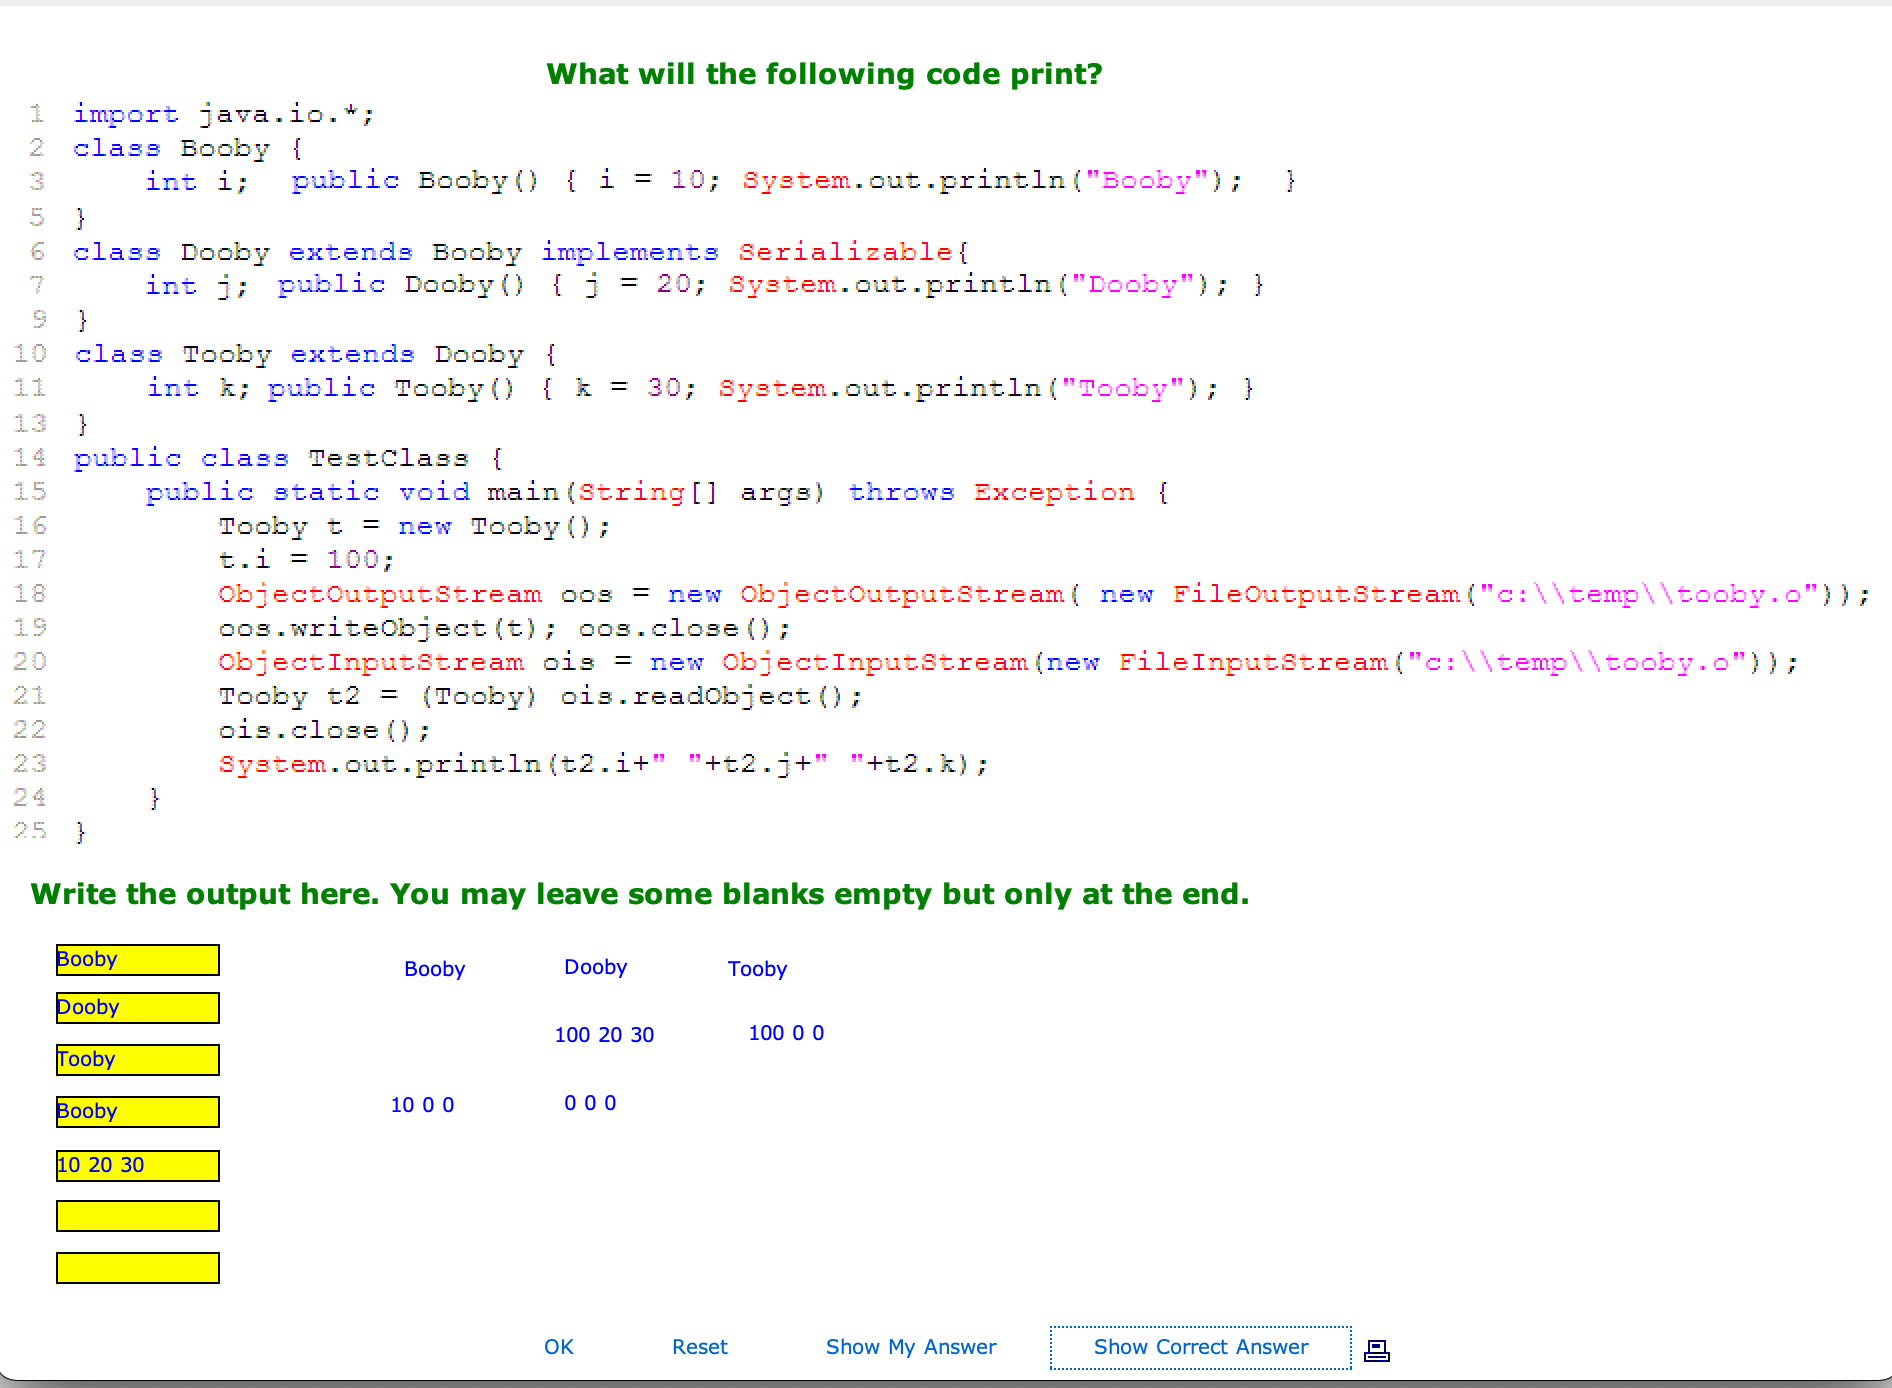 What will the following code print?
1 import java.io.*;
2 class Booby {
3     int i;  public Booby() { i = 10; System.out.println("Booby");  }
5 }
6 class Dooby extends Booby implements Serializable{
7     int j; public Dooby() { j = 20; System.out.println("Dooby"); }
9 }
10 class Tooby extends Dooby {
11     int k; public Tooby() { k = 30; System.out.println("Tooby"); }
13 }
14 public class TestClass {
15     public static void main(String[] args) throws Exception {
16         Tooby t = new Tooby();
17         t.i = 100;
18         ObjectOutputStream oos = new ObjectOutputStream( new FileOutputStream("c:\\temp\\tooby.o"));
19         oos.writeObject(t); oos.close();
20         ObjectInputStream ois = new ObjectInputStream(new FileInputStream("c:\\temp\\tooby.o"));
21         Tooby t2 = (Tooby) ois.readObject();
22         ois.close();
23         System.out.println(t2.i+" "+t2.j+" "+t2.k);
24     }
25 }
Write the output here. You may leave some blanks empty but only at the end.
Booby
Dooby
Tooby
Booby
10 20 30
Booby Dooby Tooby
100 20 30 100 0 0
10 0 0 0 0 0
OK Reset Show My Answer Show Correct Answer